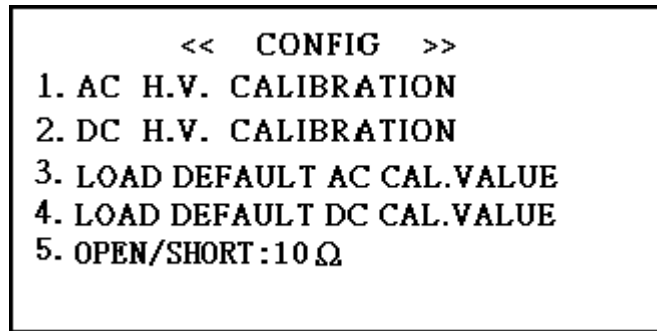 << CONFIG >>
1. AC H.V. CALIBRATION
2. DC H.V. CALIBRATION
3. LOAD DEFAULT AC CAL.VALUE
4. LOAD DEFAULT DC CAL.VALUE
5. OPEN/SHORT:10Ω